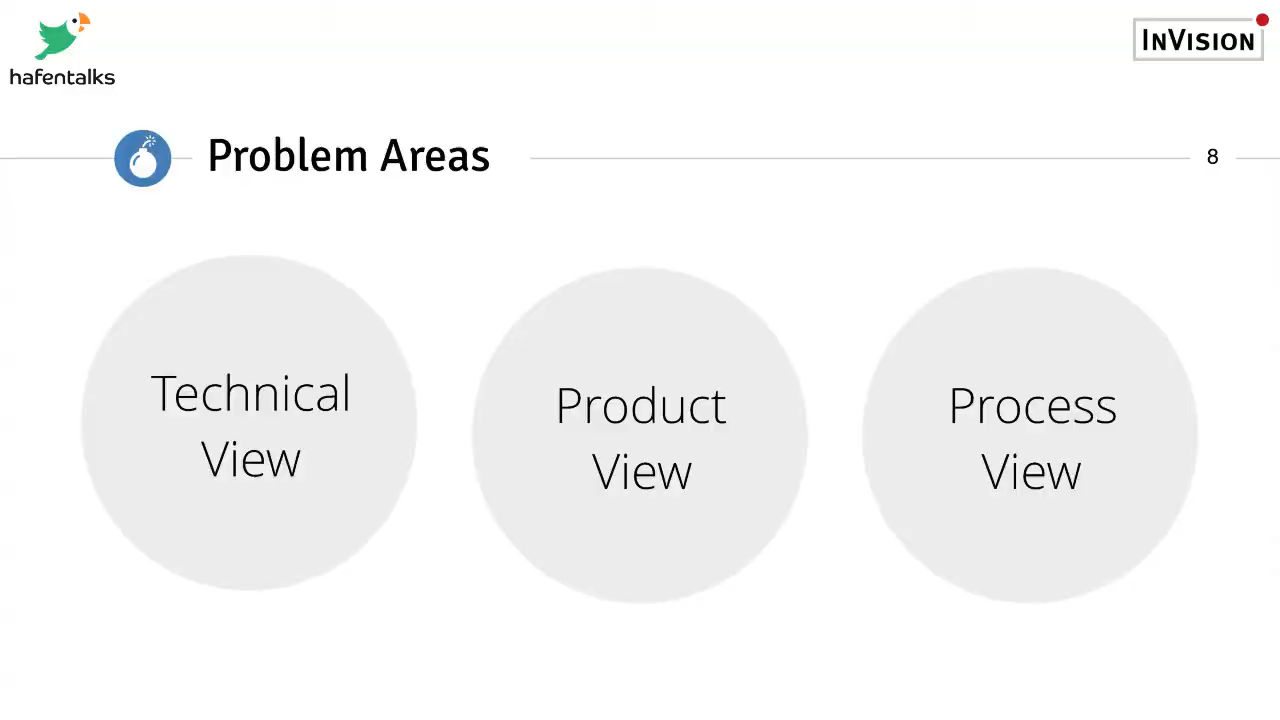 hafentalks
InVision
Problem Areas
8
Technical
View
Product
View
Process
View